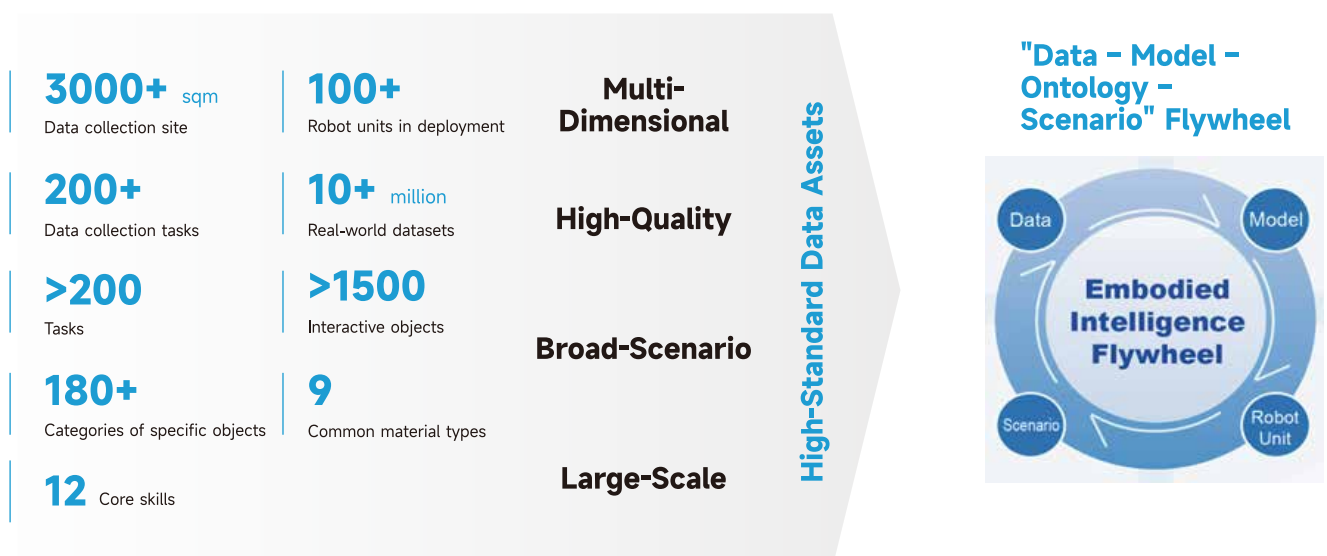 3000+ sqm
Data collection site
100+
Robot units in deployment
200+
Data collection tasks
10+ million
Real-world datasets
>200
Tasks
>1500
Interactive objects
180+
Categories of specific objects
9
Common material types
12 Core skills
Multi-
Dimensional
High-Quality
Broad-Scenario
Large-Scale
High-Standard Data Assets
"Data - Model -
Ontology -
Scenario" Flywheel
Data
Model
Embodied
Intelligence
Flywheel
Scenario
Robot
Unit